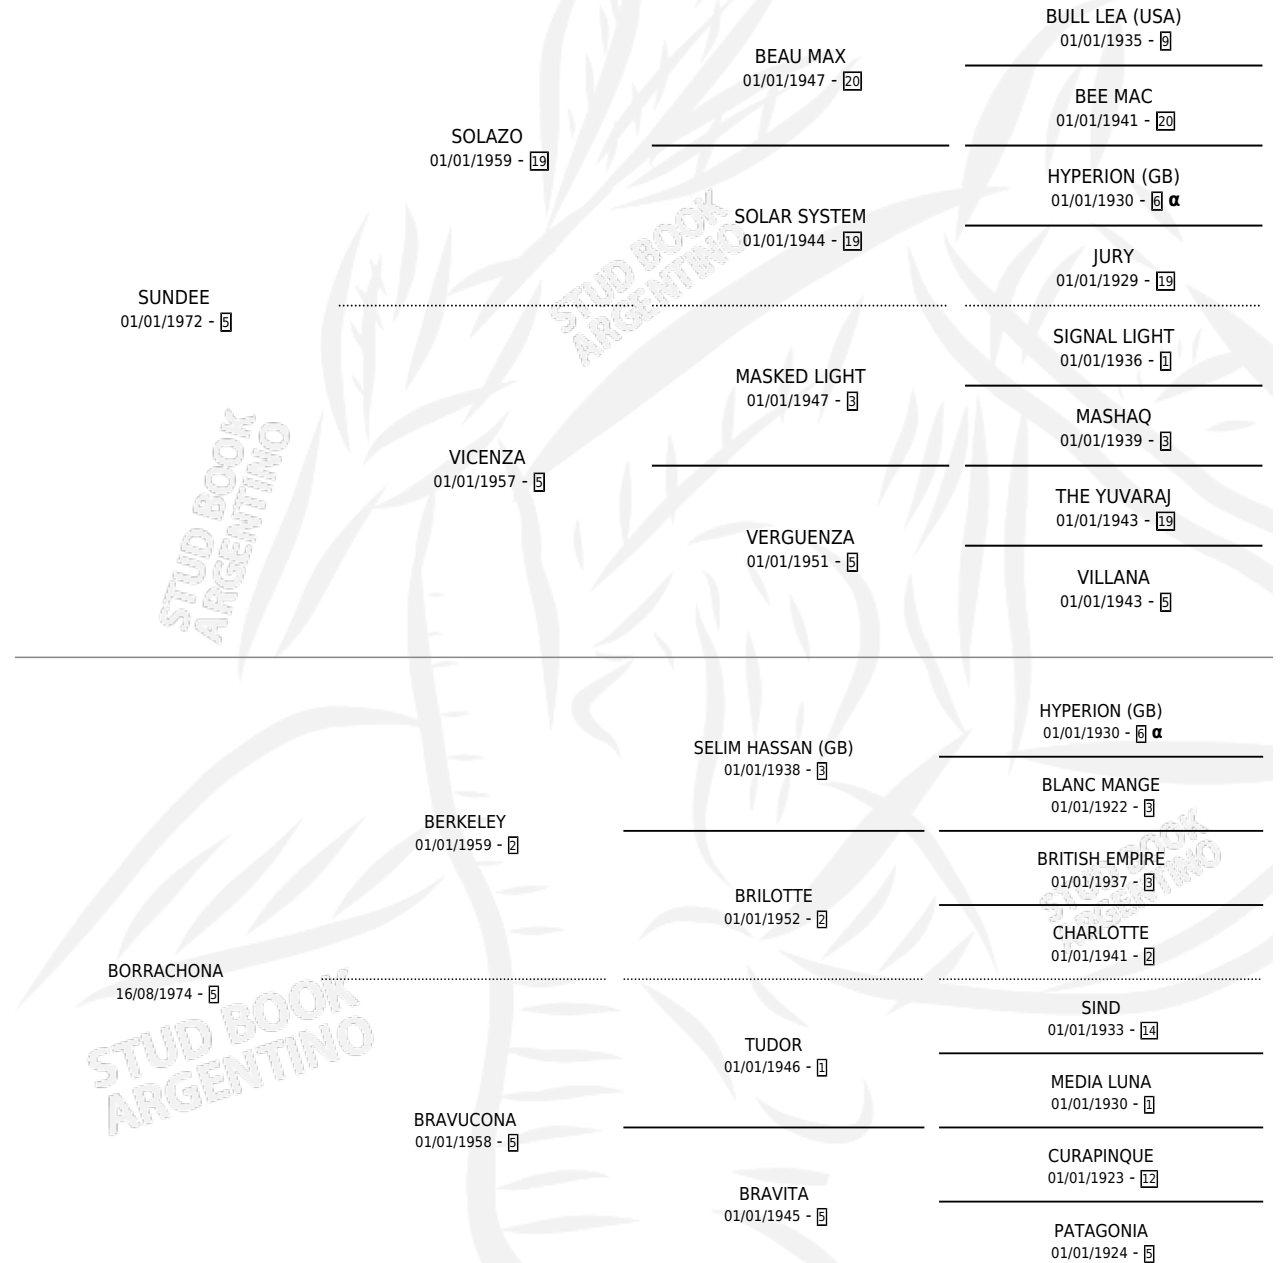 BULL LEA (USA)
01/01/1935 - 9
BEAU MAX
01/01/1947 - 20
BEE MAC
01/01/1941 - 20
SOLAZO
01/01/1959 - 19
HYPERION (GB)
01/01/1930 - 6 α
SOLAR SYSTEM
01/01/1944 - 19
JURY
01/01/1929 - 19
SUNDEE
01/01/1972 - 5
SIGNAL LIGHT
01/01/1936 - 1
MASKED LIGHT
01/01/1947 - 3
MASHAQ
01/01/1939 - 3
VICENZA
01/01/1957 - 5
THE YUVARAJ
01/01/1943 - 19
VERGUENZA
01/01/1951 - 5
VILLANA
01/01/1943 - 5
STUD BOOK
ARGENTINO
STUD BOOK
ARGENTINO
HYPERION (GB)
01/01/1930 - 6 α
SELIM HASSAN (GB)
01/01/1938 - 3
BLANC MANGE
01/01/1922 - 3
BERKELEY
01/01/1959 - 2
BRITISH EMPIRE
01/01/1937 - 3
BRILOTTE
01/01/1952 - 2
CHARLOTTE
01/01/1941 - 2
STUD BOOK
ARGENTINO
BORRACHONA
16/08/1974 - 5
SIND
01/01/1933 - 14
TUDOR
01/01/1946 - 1
MEDIA LUNA
01/01/1930 - 1
BRAVUCONA
01/01/1958 - 5
CURAPINQUE
01/01/1923 - 12
BRAVITA
01/01/1945 - 5
PATAGONIA
01/01/1924 - 5
STUD BOOK
ARGENTINO